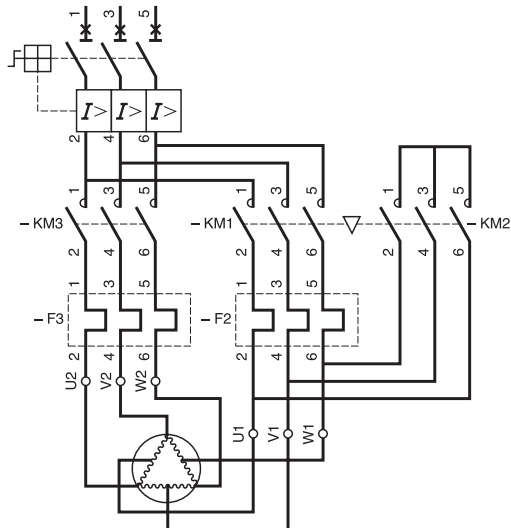 1 3 5
I> I> I>
2 4 6
1 3 5 1 3 5 1 3 5
– KM3 – KM1 – KM2
2 4 6 2 4 6 2 4 6
1 3 5 1 3 5
– F3 – F2
2 4 6 2 4 6
U2 V2 W2
U1 V1 W1